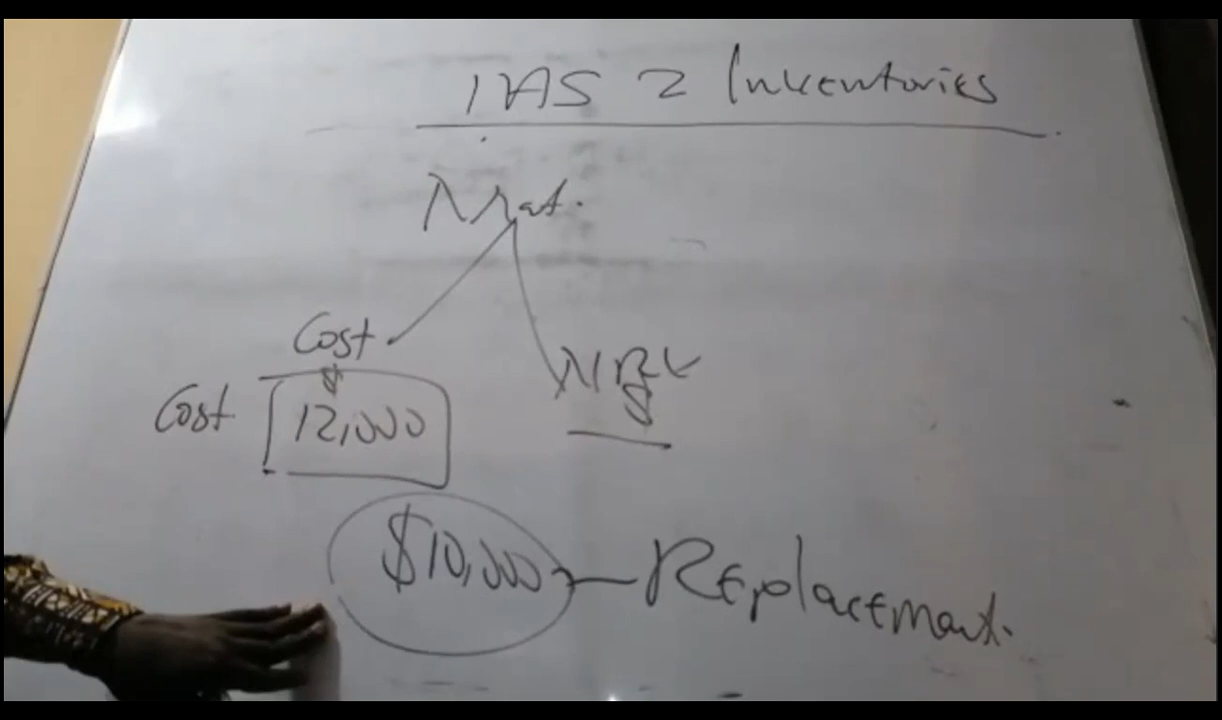 IAS 2 Inventories
R Mat.
Cost NRV
Cost 12,000
$10,000 — Replacement.